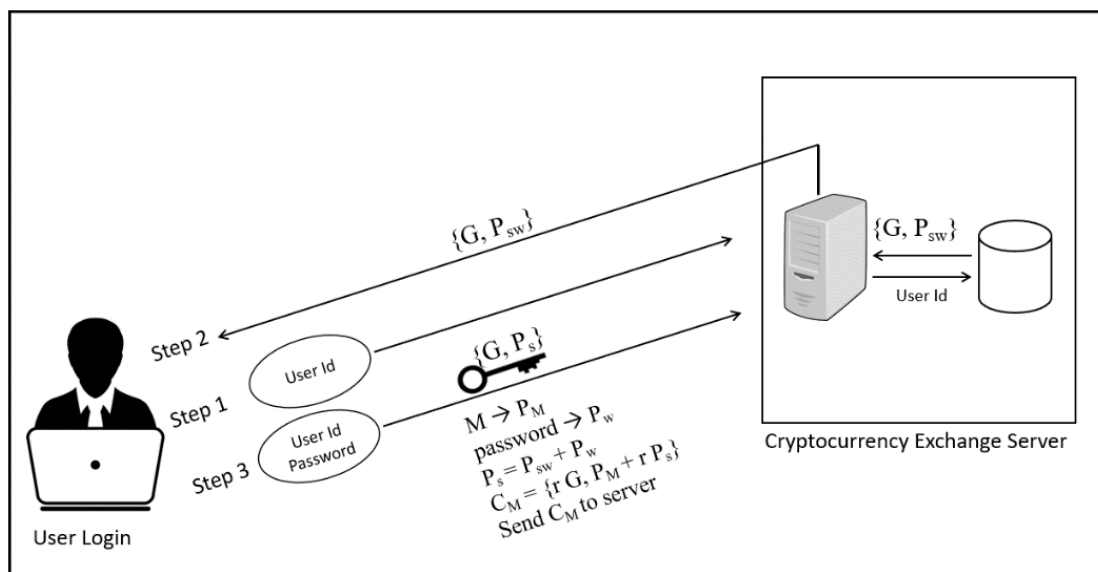 {G, P_sw}
{G, P_sw}
User Id
Step 2
User Id
{G, P_s}
Step 1
M → P_M
password → P_w
User Id
Password
P_s = P_sw + P_w
Step 3
C_M = {r G, P_M + r P_s}
Send C_M to server
Cryptocurrency Exchange Server
User Login